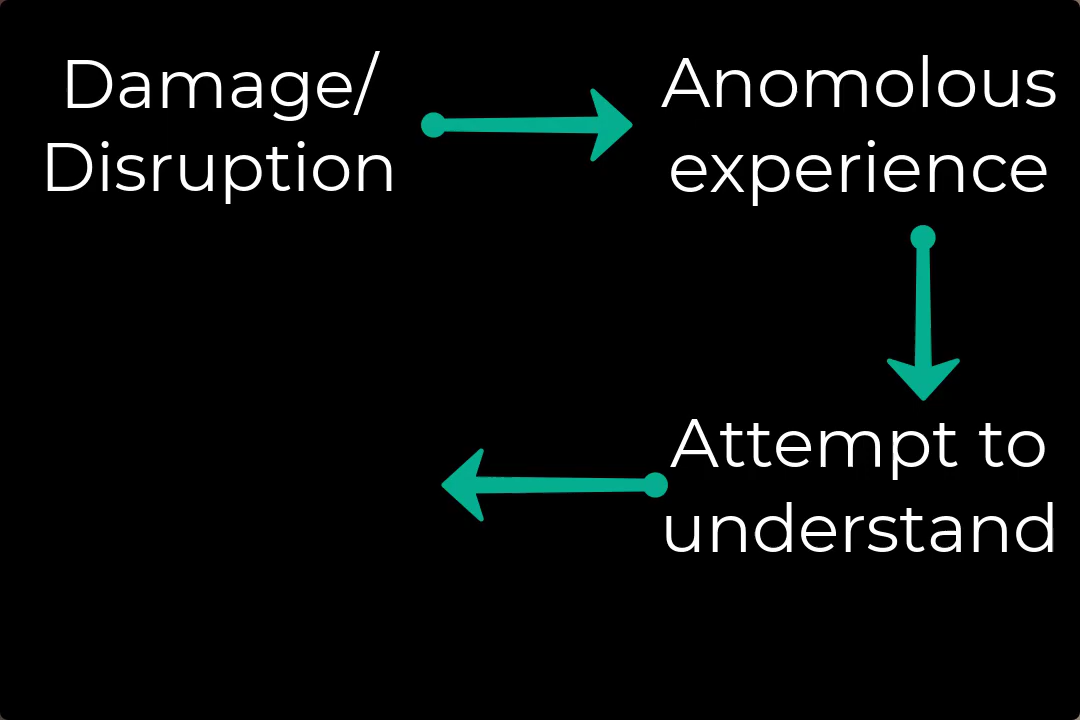 Damage/
Disruption
Anomolous
experience
Attempt to
understand